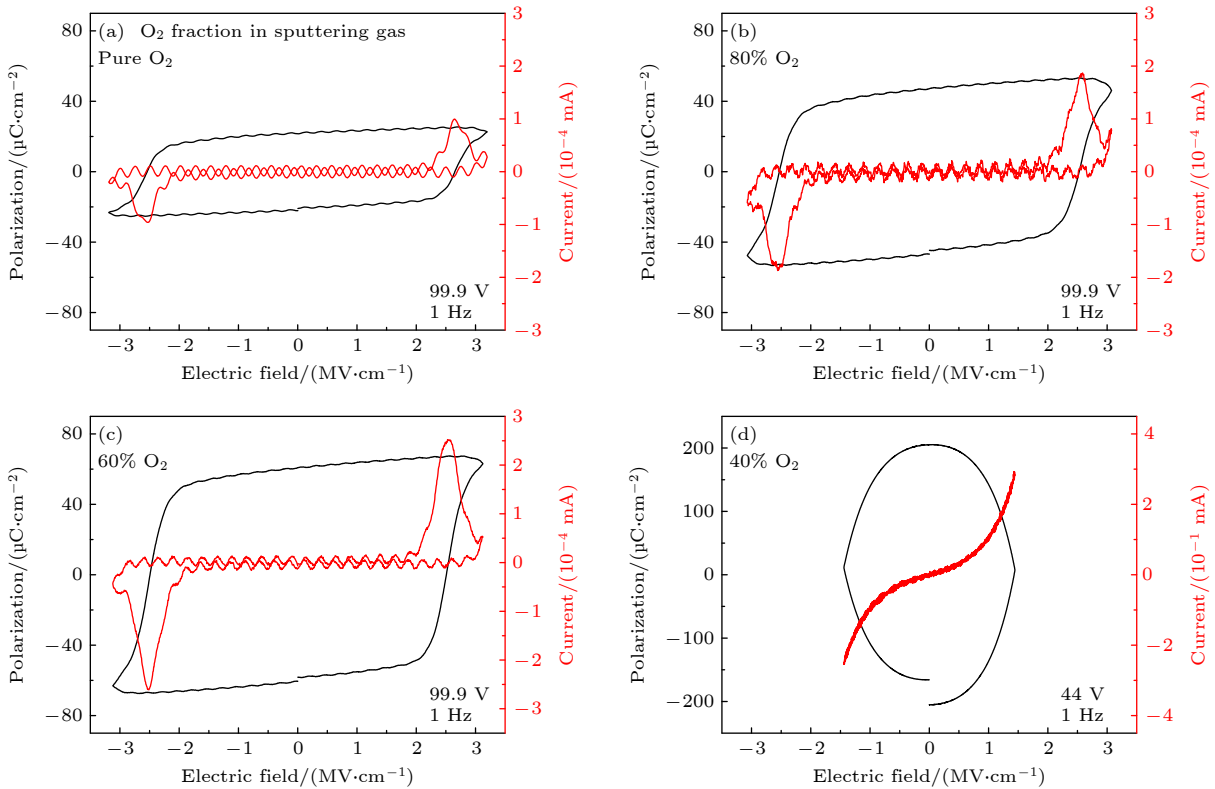 (a) O₂ fraction in sputtering gas
Pure O₂
Polarization/(μC·cm⁻²)
80
40
0
−40
−80
3
2
1
0
−1
−2
−3
Current/(10⁻⁴ mA)
99.9 V
1 Hz
−3 −2 −1 0 1 2 3
Electric field/(MV·cm⁻¹)
(b)
80% O₂
Polarization/(μC·cm⁻²)
80
40
0
−40
−80
3
2
1
0
−1
−2
−3
Current/(10⁻⁴ mA)
99.9 V
1 Hz
−3 −2 −1 0 1 2 3
Electric field/(MV·cm⁻¹)
(c)
60% O₂
Polarization/(μC·cm⁻²)
80
40
0
−40
−80
3
2
1
0
−1
−2
−3
Current/(10⁻⁴ mA)
99.9 V
1 Hz
−3 −2 −1 0 1 2 3
Electric field/(MV·cm⁻¹)
(d)
40% O₂
Polarization/(μC·cm⁻²)
200
100
0
−100
−200
4
2
0
−2
−4
Current/(10⁻¹ mA)
44 V
1 Hz
−3 −2 −1 0 1 2 3
Electric field/(MV·cm⁻¹)